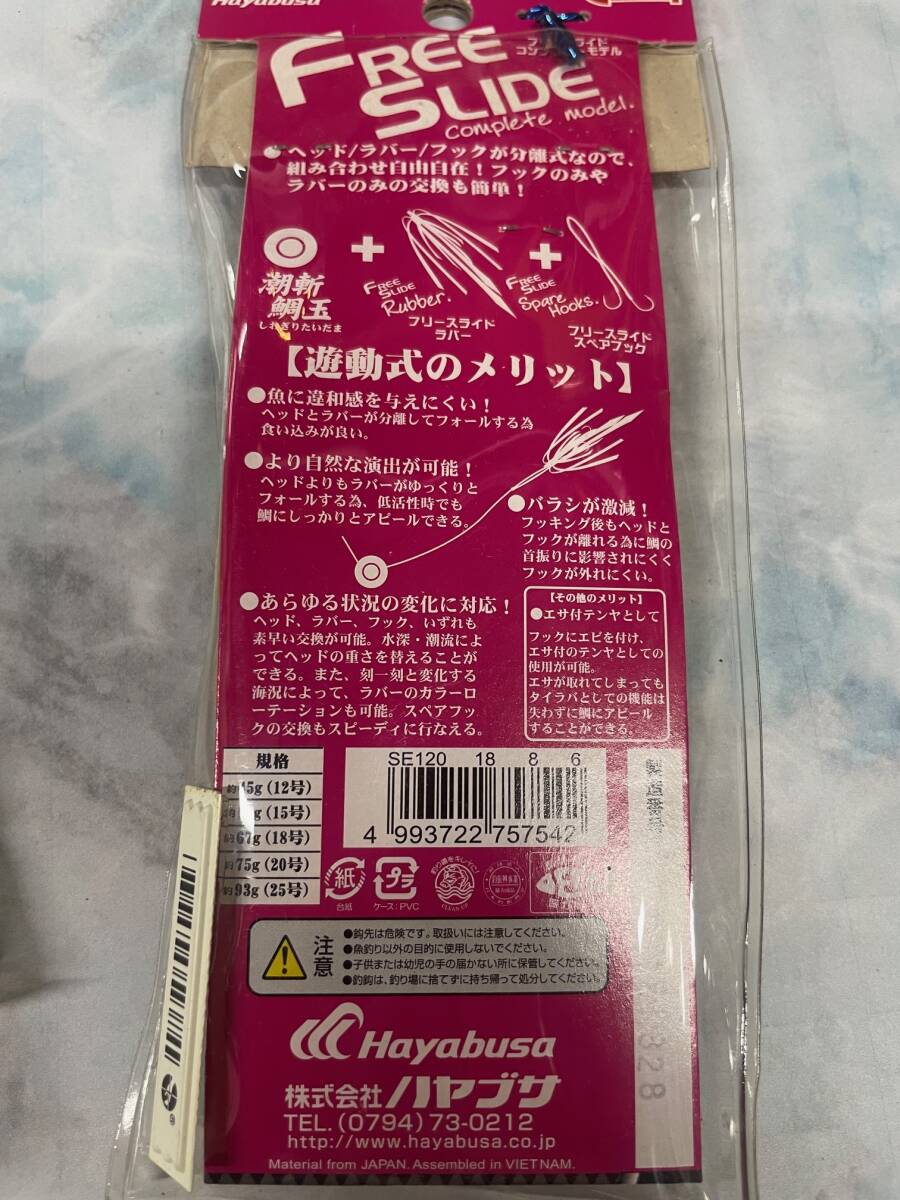 Hayabusa
FREE
SLIDE
complete model.
●ヘッド/ラバー/フックが分離式なので、
組み合わせ自由自在！フックのみや
ラバーのみの交換も簡単！
潮斬
鯛玉
しおぎりたいだま
+
FREE
SLIDE
Rubber.
フリースライド
ラバー
+
FREE
SLIDE
Spare
Hooks.
フリースライド
スペアフック
【遊動式のメリット】
●魚に違和感を与えにくい！
ヘッドとラバーが分離してフォールする為
食い込みが良い。
●より自然な演出が可能！
ヘッドよりもラバーがゆっくりと
フォールする為、低活性時でも
鯛にしっかりとアピールできる。
●バラシが激減！
フッキング後もヘッドと
フックが離れる為に鯛の
首振りに影響されにくく
フックが外れにくい。
●あらゆる状況の変化に対応！
ヘッド、ラバー、フック、いずれも
素早い交換が可能。水深・潮流によ
ってヘッドの重さを替えることが
できる。また、刻一刻と変化する
海況によって、ラバーのカラーロ
ーテーションも可能。スペアフッ
クの交換もスピーディに行なえる。
【その他のメリット】
●エサ付テンヤとして
フックにエビを付け、
エサ付のテンヤとしての
使用が可能。
エサが取れてしまっても
タイラバとしての機能は
失わずに鯛にアピール
することができる。
規格
45g(12号)
(15号)
67g(18号)
約75g(20号)
約93g(25号)
SE120 18 8 6
4 993722 757542
紙
台紙
プラ
ケース:PVC
CLEAN UP
注意
●鈎先は危険です。取扱いには注意してください。
●魚釣り以外の目的に使用しないでください。
●子供または幼児の手の届かない所に保管してください。
●釣鈎は、釣り場に捨てずに持ち帰って処分してください。
328
Hayabusa
株式会社ハヤブサ
TEL.(0794)73-0212
http://www.hayabusa.co.jp
Material from JAPAN. Assembled in VIETNAM.